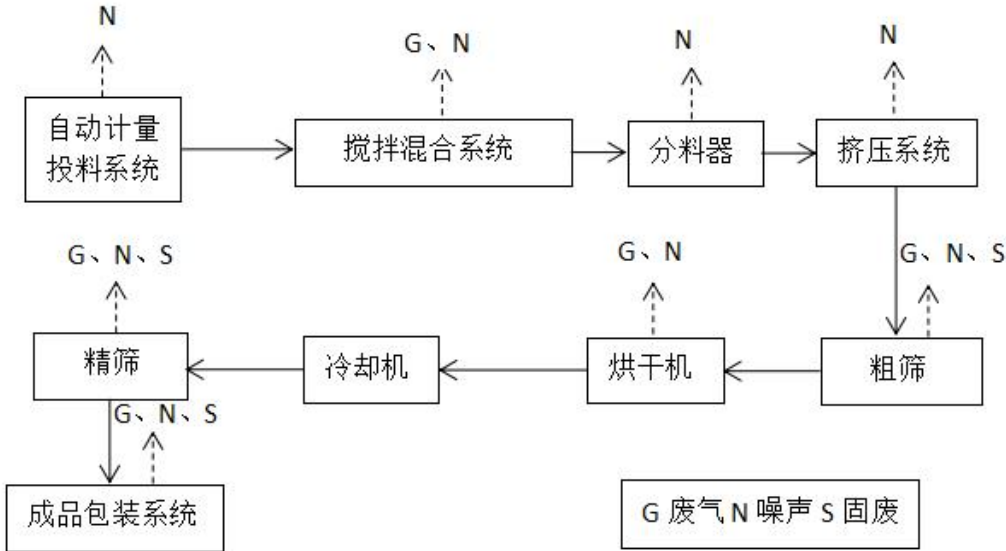 N
G、N
N
N
自动计量
投料系统
搅拌混合系统
分料器
挤压系统
G、N、S
G、N
G、N、S
精筛
冷却机
烘干机
粗筛
G、N、S
成品包装系统
G 废气 N 噪声 S 固废